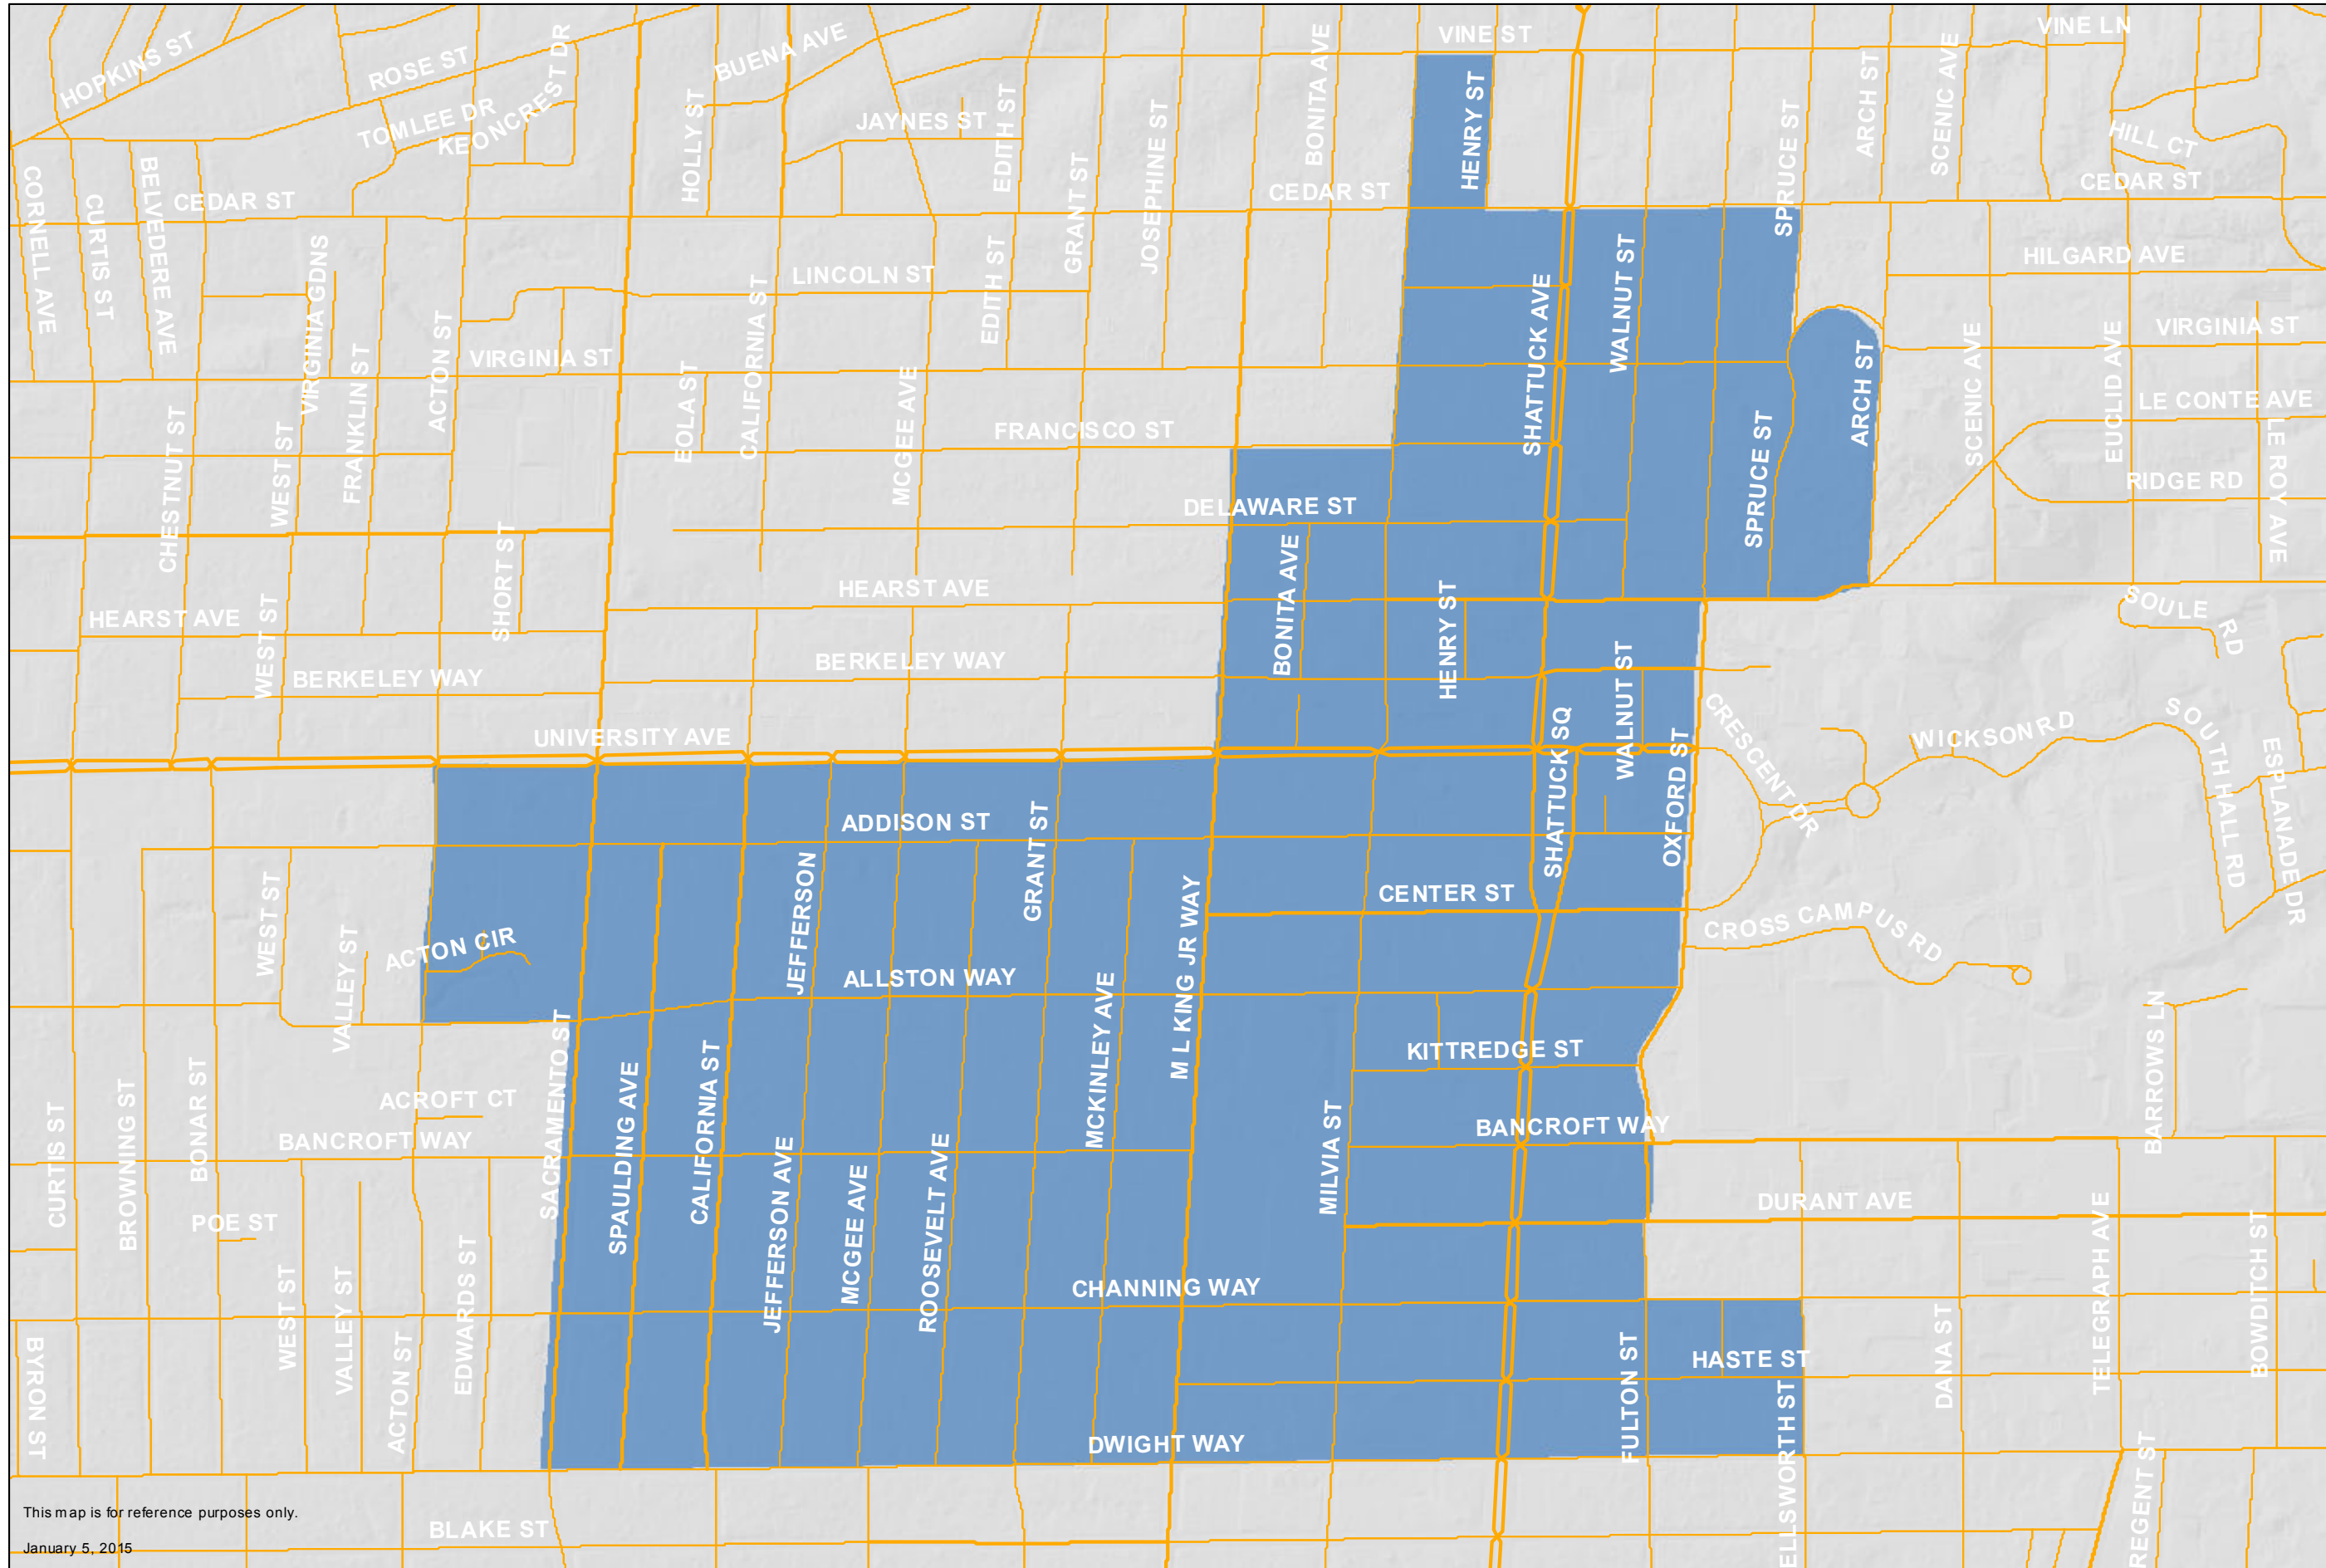 VINE ST
VINE LN
HOPKINS ST
ROSE ST
BUENA AVE
TOMLEE DR
KEONCREST DR
JAYNES ST
HOLLY ST
EDITH ST
GRANT ST
JOSEPHINE ST
BONITA AVE
HENRY ST
SPRUCE ST
ARCH ST
SCENIC AVE
HILL CT
CEDAR ST
CEDAR ST
CEDAR ST
CORNELL AVE
CURTIS ST
BELVEDERE AVE
VIRGINIA GDNS
LINCOLN ST
EDITH ST
HILGARD AVE
SHATTUCK AVE
WALNUT ST
VIRGINIA ST
VIRGINIA ST
ACTON ST
FRANKLIN ST
CALIFORNIA ST
EOLA ST
MCGEE AVE
ARCH ST
SCENIC AVE
EUCLID AVE
LE CONTE AVE
LE ROY AVE
FRANCISCO ST
CHESTNUT ST
WEST ST
SPRUCE ST
RIDGE RD
DELAWARE ST
SHORT ST
BONITA AVE
HEARST AVE
HEARST AVE
HENRY ST
SOULE RD
WEST ST
BERKELEY WAY
BERKELEY WAY
WALNUT ST
CRESCENT DR
WICKSON RD
SOUTH HALL RD
ESPLANADE DR
UNIVERSITY AVE
SHATTUCK SQ
OXFORD ST
ADDISON ST
GRANT ST
JEFFERSON
CENTER ST
M L KING JR WAY
WEST ST
VALLEY ST
ACTON CIR
CROSS CAMPUS RD
ALLSTON WAY
MCKINLEY AVE
BARROWS LN
SACRAMENTO ST
SPAULDING AVE
CALIFORNIA ST
KITTREDGE ST
BONAR ST
BROWNING ST
CURTIS ST
ACROFT CT
BANCROFT WAY
BANCROFT WAY
MILVIA ST
JEFFERSON AVE
MCGEE AVE
ROOSEVELT AVE
DURANT AVE
POE ST
TELEGRAPH AVE
BOWDITCH ST
WEST ST
VALLEY ST
ACTON ST
EDWARDS ST
CHANNING WAY
BYRON ST
FULTON ST
HASTE ST
DANA ST
ELLSWORTH ST
DWIGHT WAY
REGENT ST
This map is for reference purposes only.
BLAKE ST
January 5, 2015